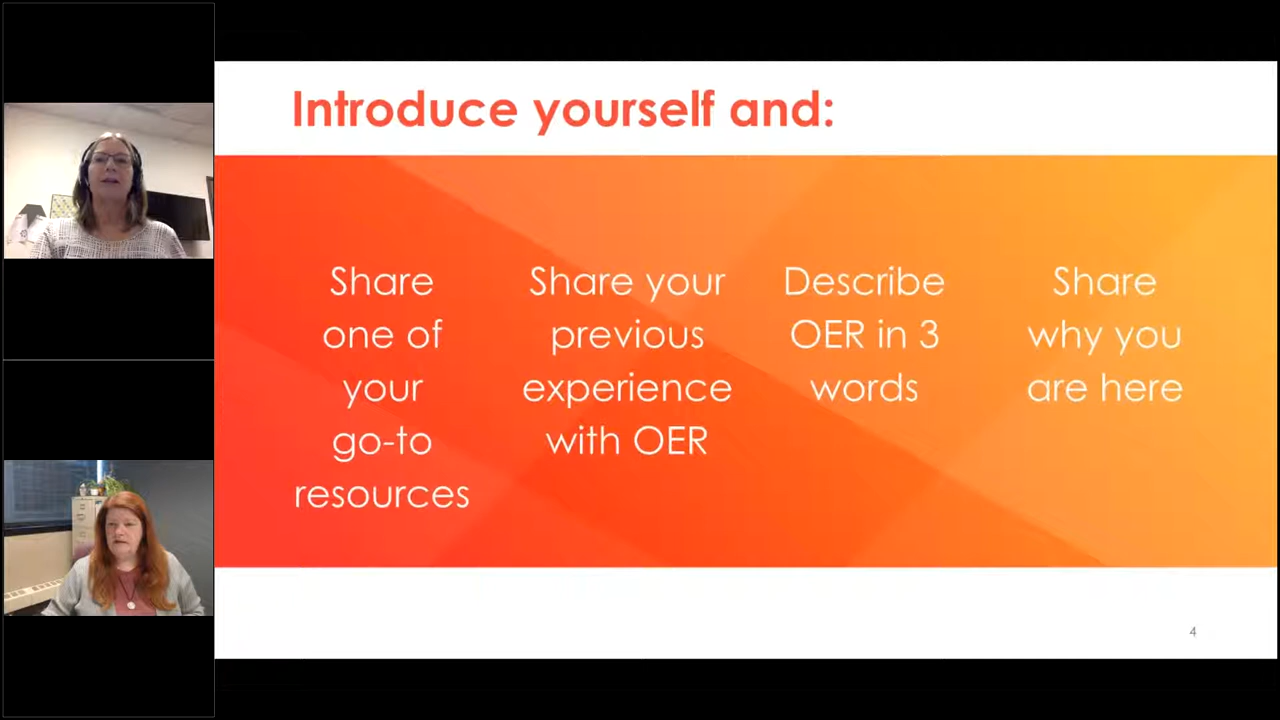 Introduce yourself and:
Share
one of
your
go-to
resources
Share your
previous
experience
with OER
Describe
OER in 3
words
Share
why you
are here
4